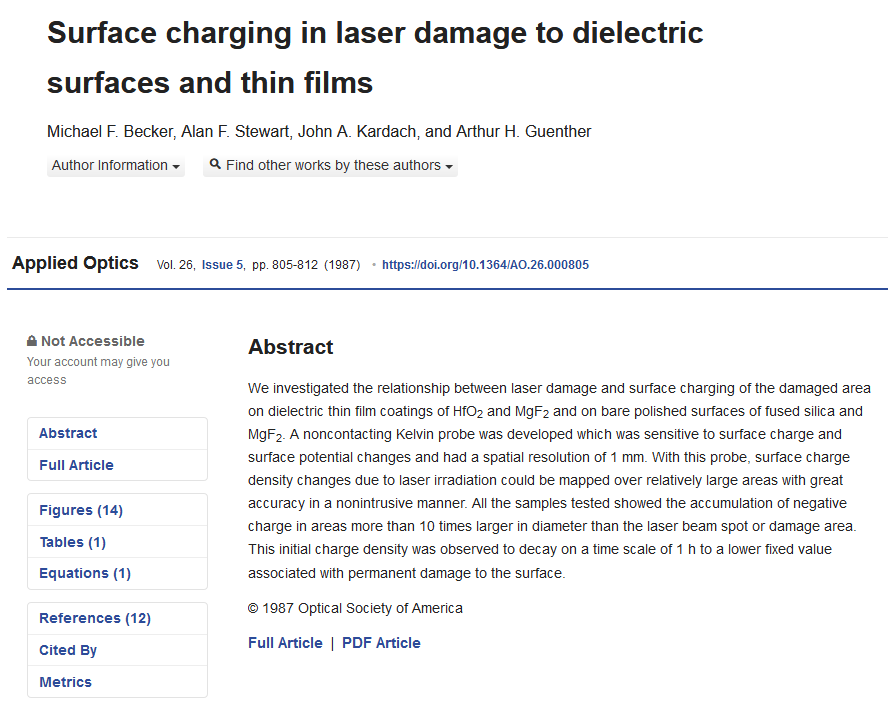 Surface charging in laser damage to dielectric
surfaces and thin films
Michael F. Becker, Alan F. Stewart, John A. Kardach, and Arthur H. Guenther
Author Information
Find other works by these authors
Applied Optics Vol. 26, Issue 5, pp. 805-812 (1987) • https://doi.org/10.1364/AO.26.000805
Not Accessible
Your account may give you
access
Abstract
Full Article
Figures (14)
Tables (1)
Equations (1)
References (12)
Cited By
Metrics
Abstract
We investigated the relationship between laser damage and surface charging of the damaged area
on dielectric thin film coatings of HfO2 and MgF2 and on bare polished surfaces of fused silica and
MgF2. A noncontacting Kelvin probe was developed which was sensitive to surface charge and
surface potential changes and had a spatial resolution of 1 mm. With this probe, surface charge
density changes due to laser irradiation could be mapped over relatively large areas with great
accuracy in a nonintrusive manner. All the samples tested showed the accumulation of negative
charge in areas more than 10 times larger in diameter than the laser beam spot or damage area.
This initial charge density was observed to decay on a time scale of 1 h to a lower fixed value
associated with permanent damage to the surface.
© 1987 Optical Society of America
Full Article | PDF Article